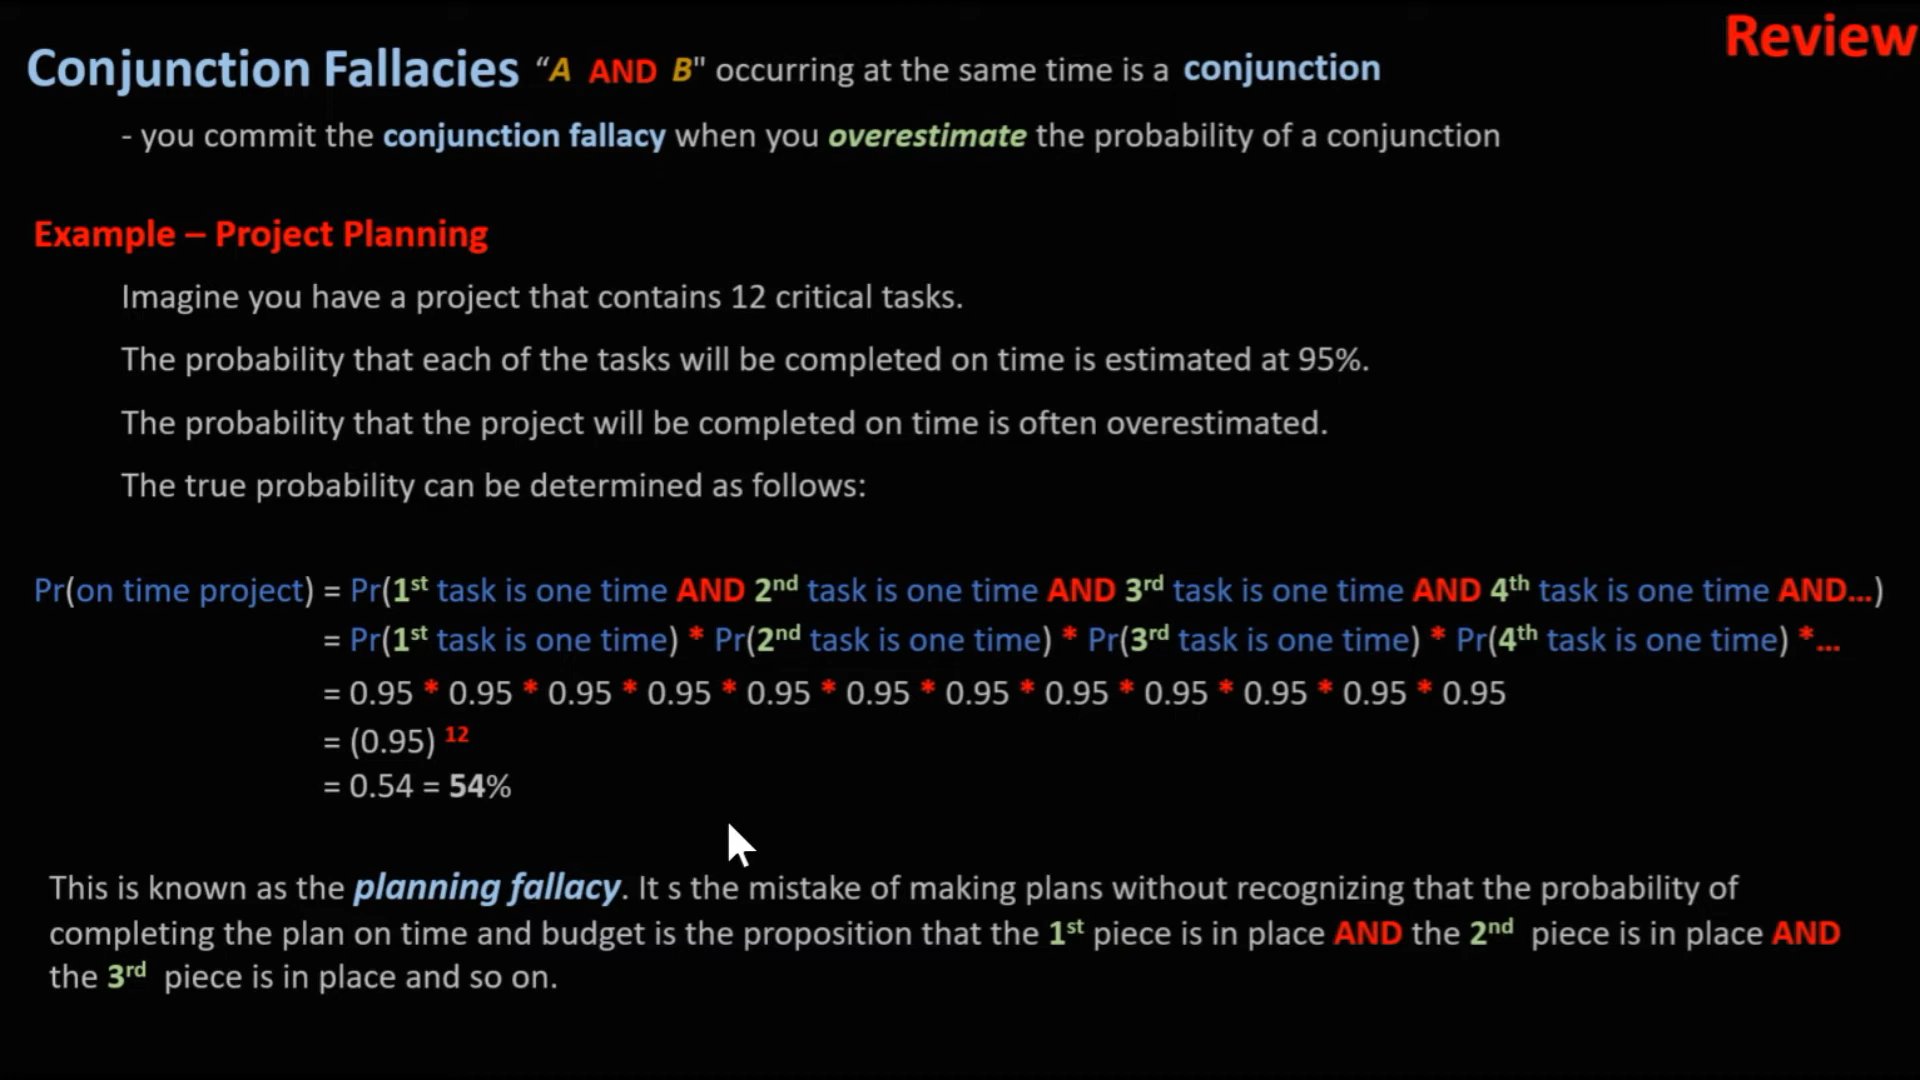 Review
Conjunction Fallacies “A AND B" occurring at the same time is a conjunction
- you commit the conjunction fallacy when you overestimate the probability of a conjunction
Example – Project Planning
Imagine you have a project that contains 12 critical tasks.
The probability that each of the tasks will be completed on time is estimated at 95%.
The probability that the project will be completed on time is often overestimated.
The true probability can be determined as follows:
Pr(on time project) = Pr(1st task is one time AND 2nd task is one time AND 3rd task is one time AND 4th task is one time AND...)
= Pr(1st task is one time) * Pr(2nd task is one time) * Pr(3rd task is one time) * Pr(4th task is one time) *...
= 0.95 * 0.95 * 0.95 * 0.95 * 0.95 * 0.95 * 0.95 * 0.95 * 0.95 * 0.95 * 0.95 * 0.95
= (0.95) 12
= 0.54 = 54%
This is known as the planning fallacy. It s the mistake of making plans without recognizing that the probability of
completing the plan on time and budget is the proposition that the 1st piece is in place AND the 2nd piece is in place AND
the 3rd piece is in place and so on.